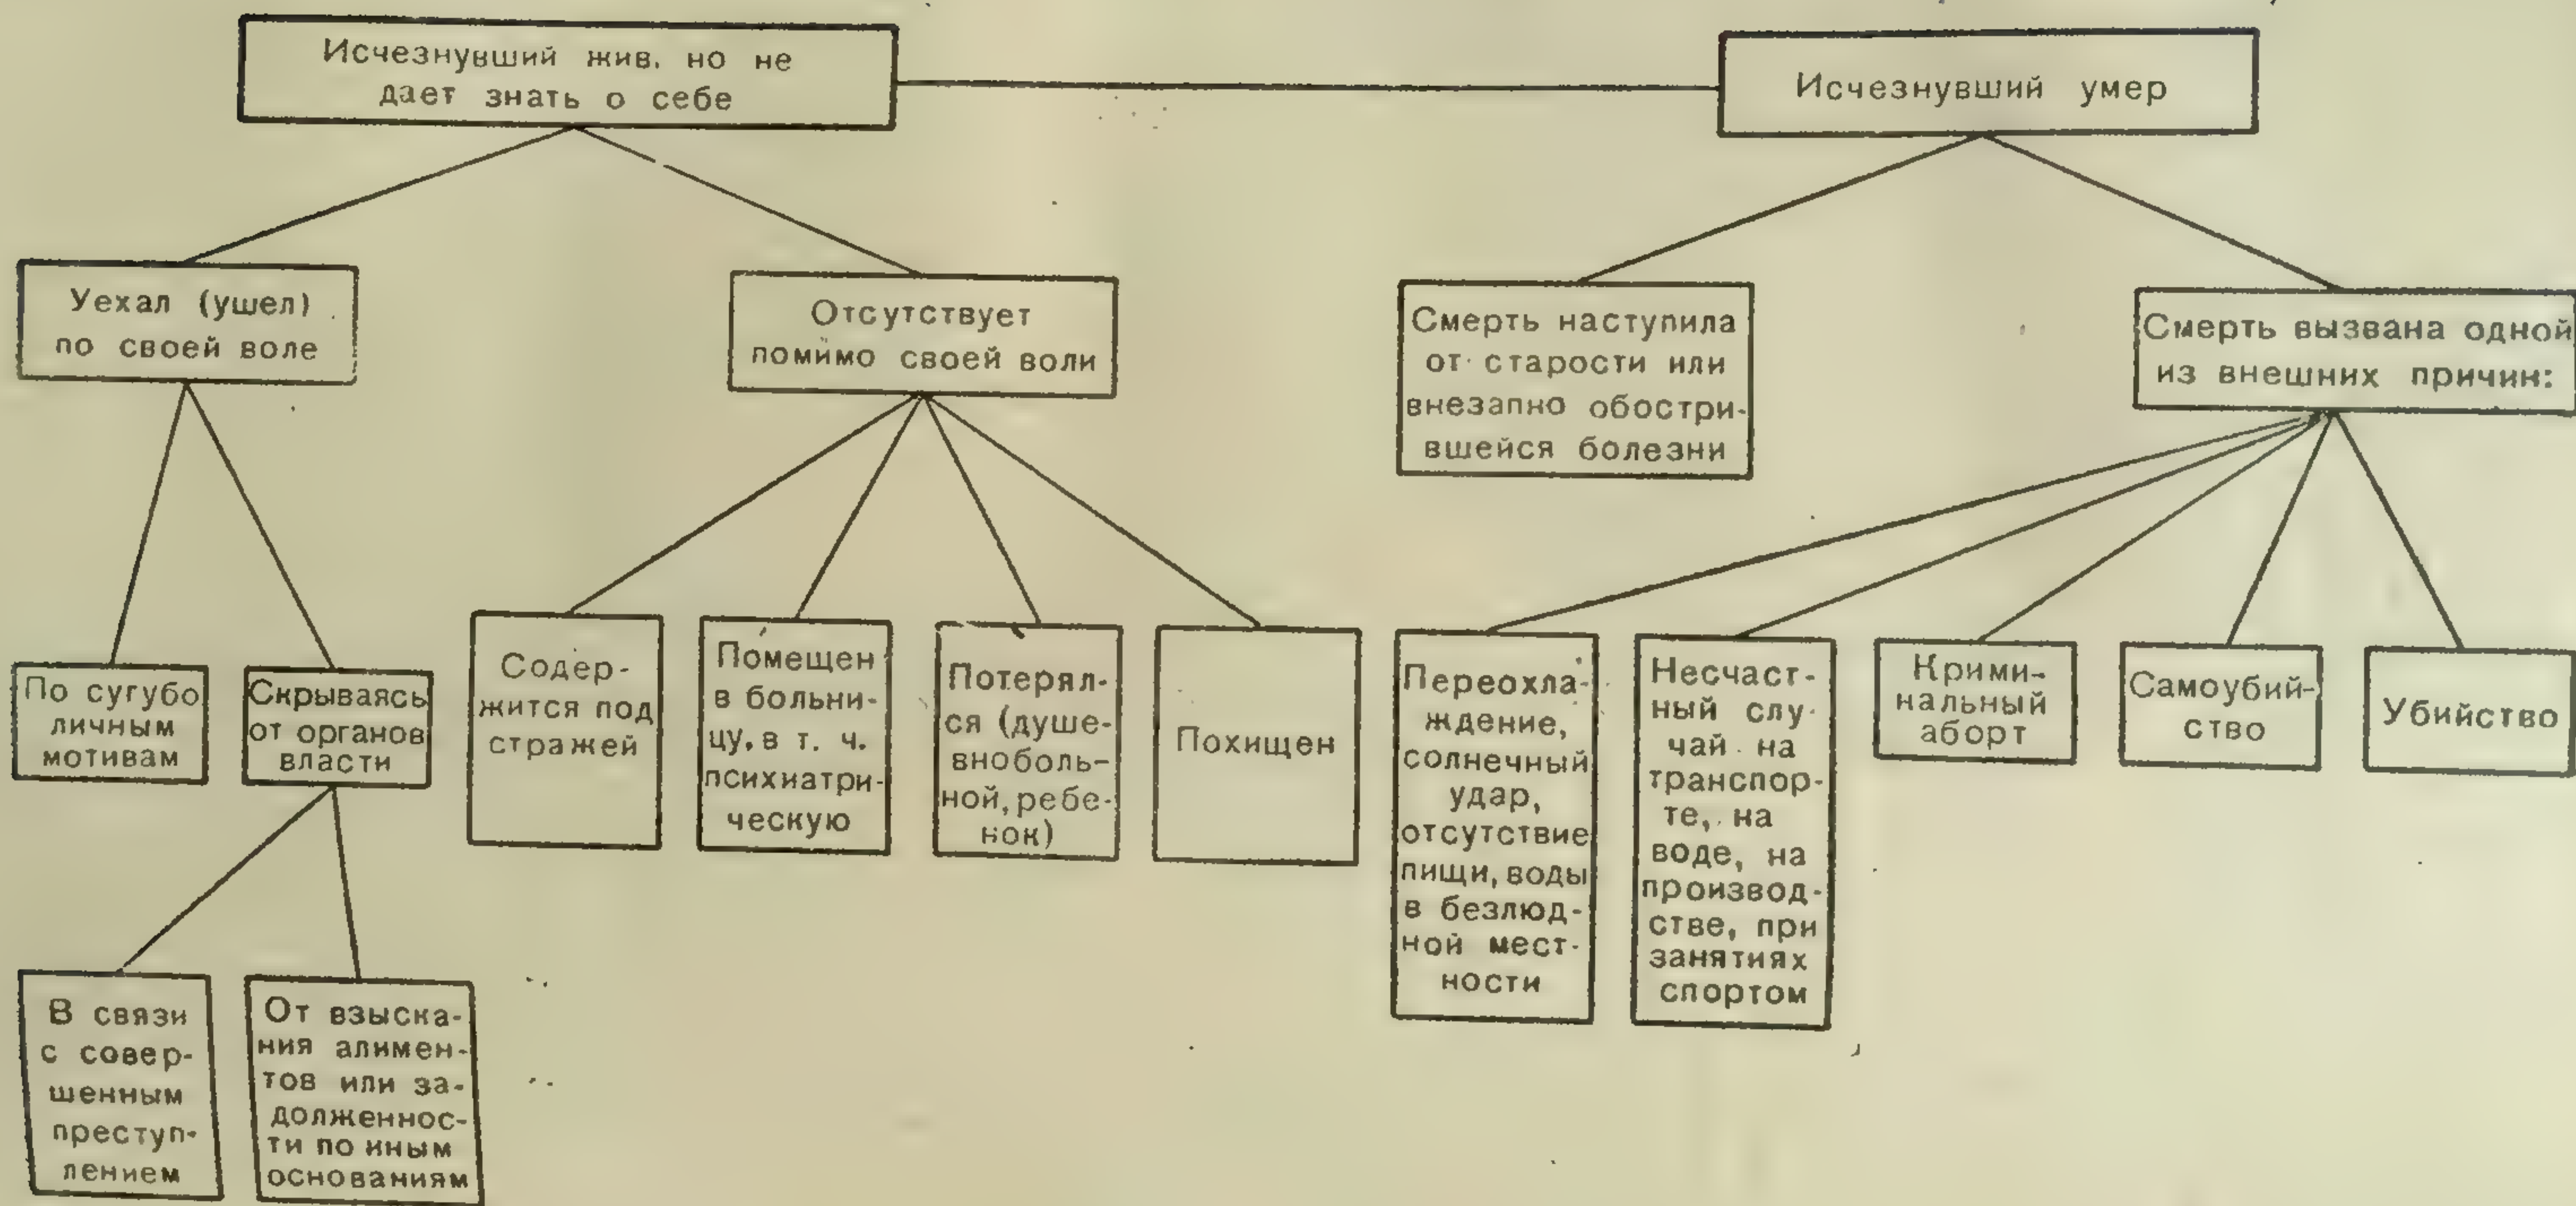 Исчезнувший жив. но не
дает знать о себе
Исчезнувший умер
Уехал (ушел)
по своей воле
Отсутствует
помимо своей воли
Смерть наступила
от старости или
внезапно обостри-
вшейся болезни
Смерть вызвана одной
из внешних причин:
По сугубо
личным
мотивам
Скрываясь
от органов
власти
Содер-
жится под
стражей
Помещен
в больни-
цу, в т. ч.
психиатри-
ческую
Потерял-
ся (душе-
внобольь-
ной, ребе-
нок)
Похищен
Переохла-
ждение,
солнечный
удар,
отсутствие
пищи, воды
в безлюд-
ной мест-
ности
Несчаст-
ный слу-
чай на
транспор-
те, на
воде, на
производ-
стве, при
занятиях
спортом
Крими-
нальный
аборт
Самоубий-
ство
Убийство
В связи
с совер-
шенным
преступ-
лением
От взыска-
ния алимен-
тов или за-
долженнос-
ти по иным
основаниям